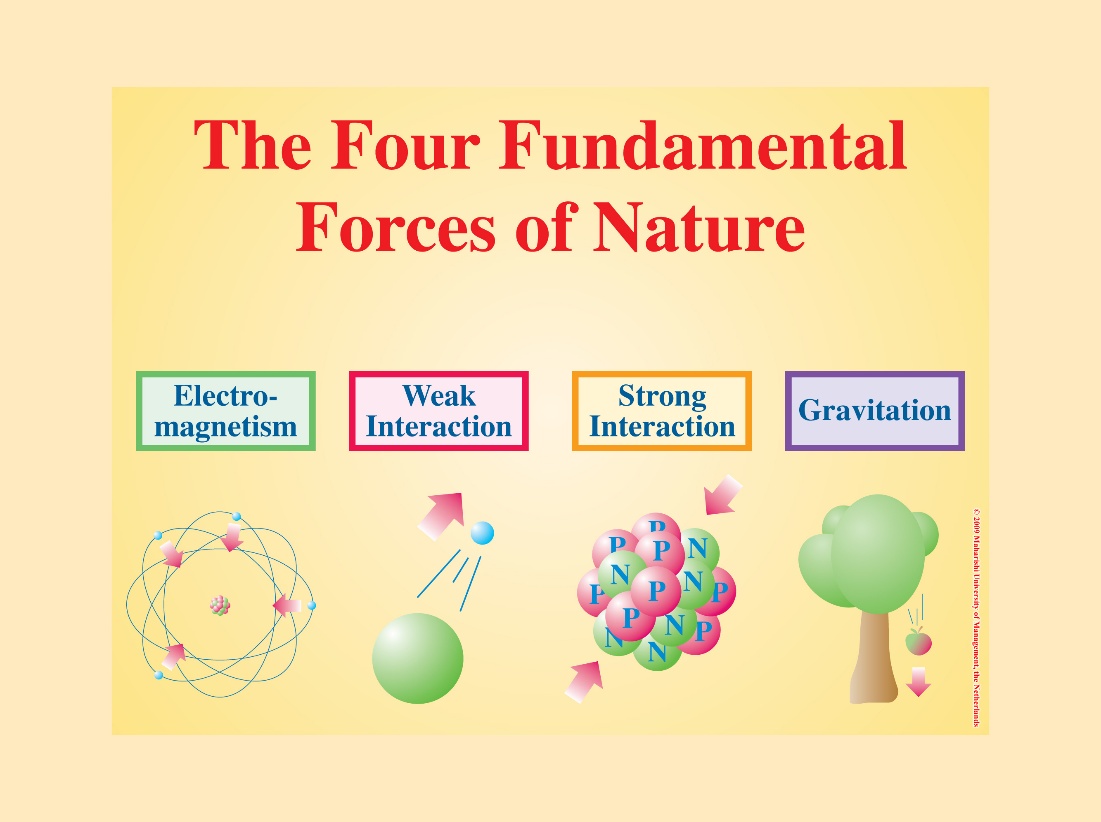 The Four Fundamental
Forces of Nature
Electro-
magnetism
Weak
Interaction
Strong
Interaction
Gravitation
P
P
P
N
N
N
P
P
P
P
N
N
P
N
© 2009 Maharishi University of Management, the Netherlands